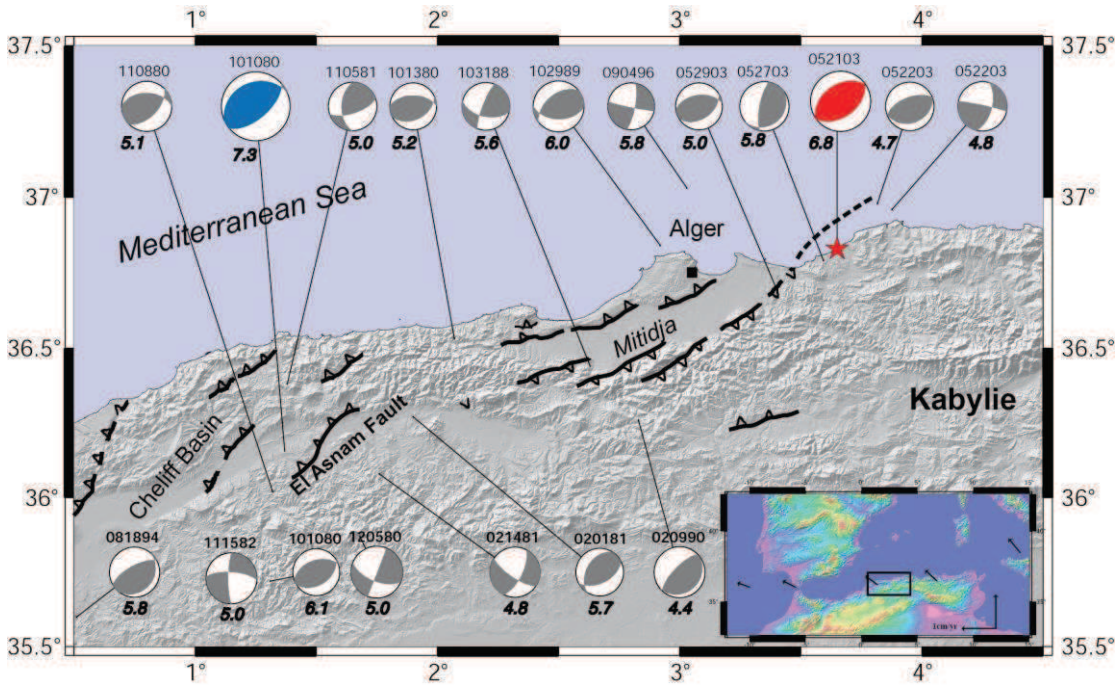 1° 2° 3° 4°
37.5° 37.5°
110880 101080 110581 101380 103188 102989 090496 052903 052703 052103 052203 052203
5.1 7.3 5.0 5.2 5.6 6.0 5.8 5.0 5.8 6.8 4.7 4.8
37° 37°
Mediterranean Sea
Alger
Mitidja
36.5° 36.5°
Kabylie
Cheliff Basin
El Asnam Fault
36° 36°
081894 111582 101080 120580 021481 020181 020990
5.8 5.0 6.1 5.0 4.8 5.7 4.4
1cm/yr
35.5° 35.5°
1° 2° 3° 4°